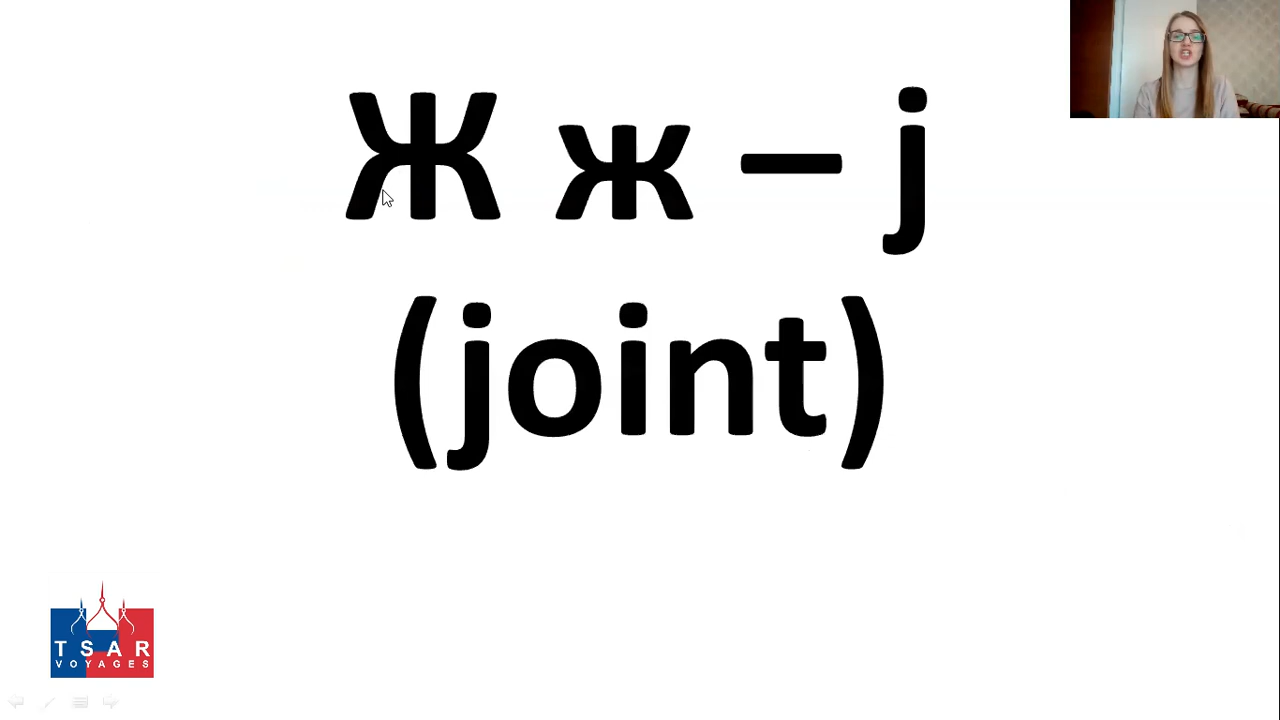 Ж ж – j
(joint)
TSAR
VOYAGES